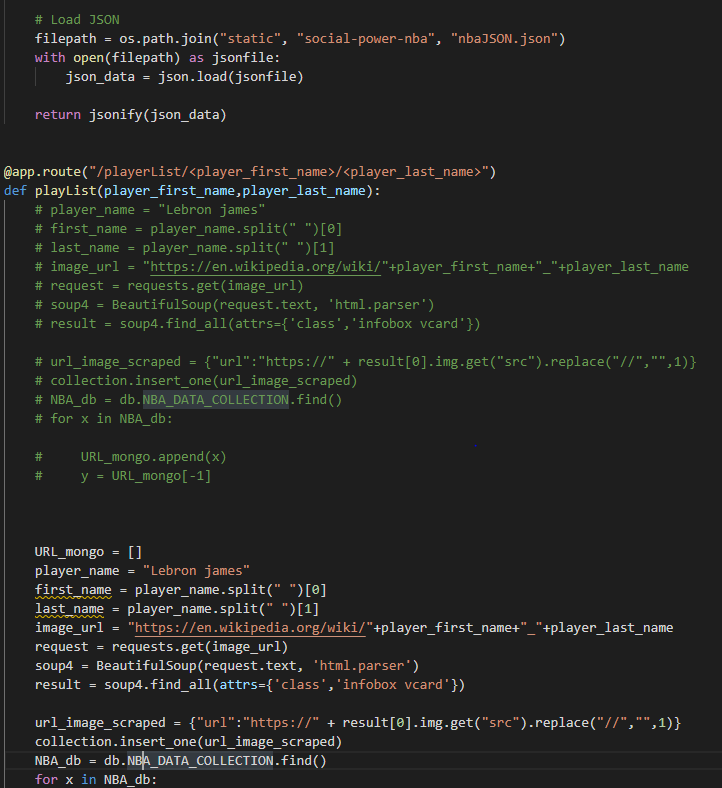 # Load JSON
filepath = os.path.join("static", "social-power-nba", "nbaJSON.json")
with open(filepath) as jsonfile:
    json_data = json.load(jsonfile)

return jsonify(json_data)

@app.route("/playerList/<player_first_name>/<player_last_name>")
def playList(player_first_name,player_last_name):
    # player_name = "Lebron james"
    # first_name = player_name.split(" ")[0]
    # last_name = player_name.split(" ")[1]
    # image_url = "https://en.wikipedia.org/wiki/"+player_first_name+"_"+player_last_name
    # request = requests.get(image_url)
    # soup4 = BeautifulSoup(request.text, 'html.parser')
    # result = soup4.find_all(attrs={'class','infobox vcard'})

    # url_image_scraped = {"url":"https://" + result[0].img.get("src").replace("//","",1)}
    # collection.insert_one(url_image_scraped)
    # NBA_db = db.NBA_DATA_COLLECTION.find()
    # for x in NBA_db:

    #     URL_mongo.append(x)
    #     y = URL_mongo[-1]

    URL_mongo = []
    player_name = "Lebron james"
    first_name = player_name.split(" ")[0]
    last_name = player_name.split(" ")[1]
    image_url = "https://en.wikipedia.org/wiki/"+player_first_name+"_"+player_last_name
    request = requests.get(image_url)
    soup4 = BeautifulSoup(request.text, 'html.parser')
    result = soup4.find_all(attrs={'class','infobox vcard'})

    url_image_scraped = {"url":"https://" + result[0].img.get("src").replace("//","",1)}
    collection.insert_one(url_image_scraped)
    NBA_db = db.NBA_DATA_COLLECTION.find()
    for x in NBA_db: